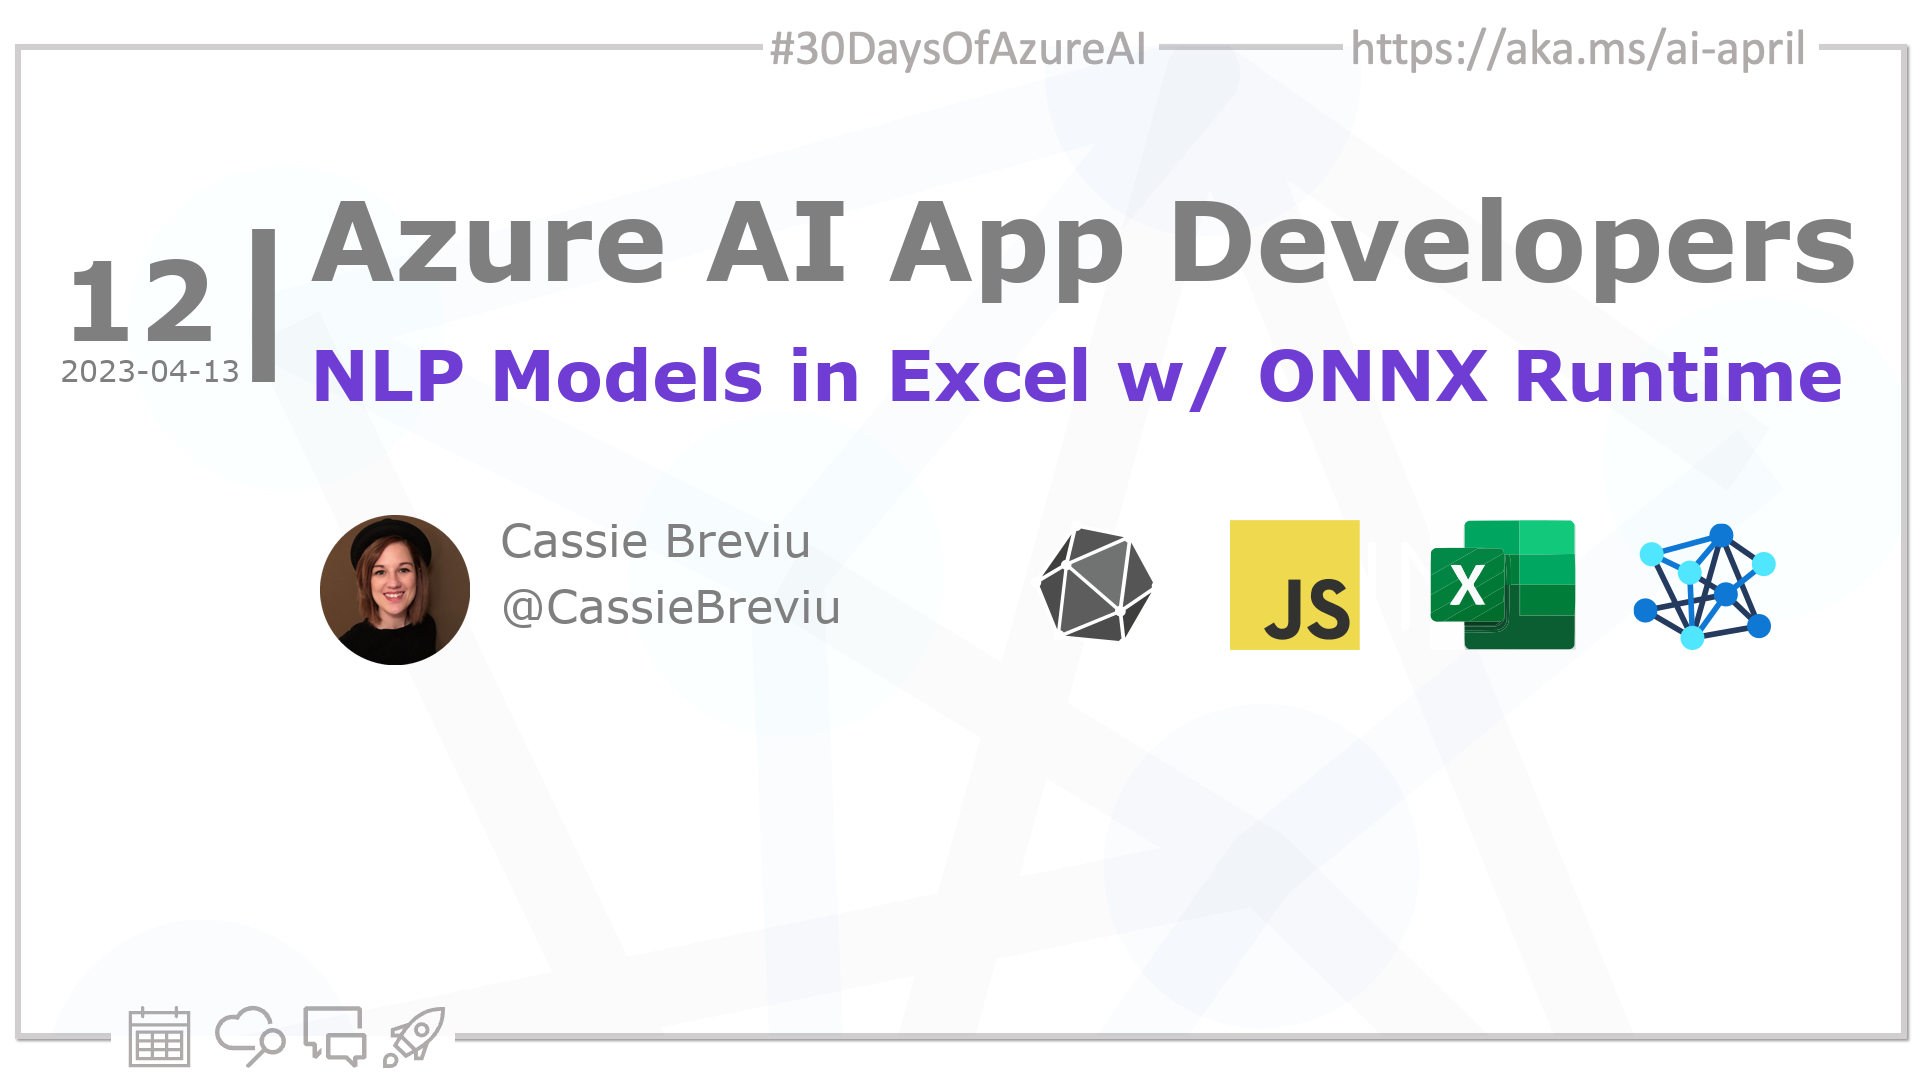 #30DaysOfAzureAI
https://aka.ms/ai-april
12
2023-04-13
Azure AI App Developers
NLP Models in Excel w/ ONNX Runtime
Cassie Breviu
@CassieBreviu
JS
X